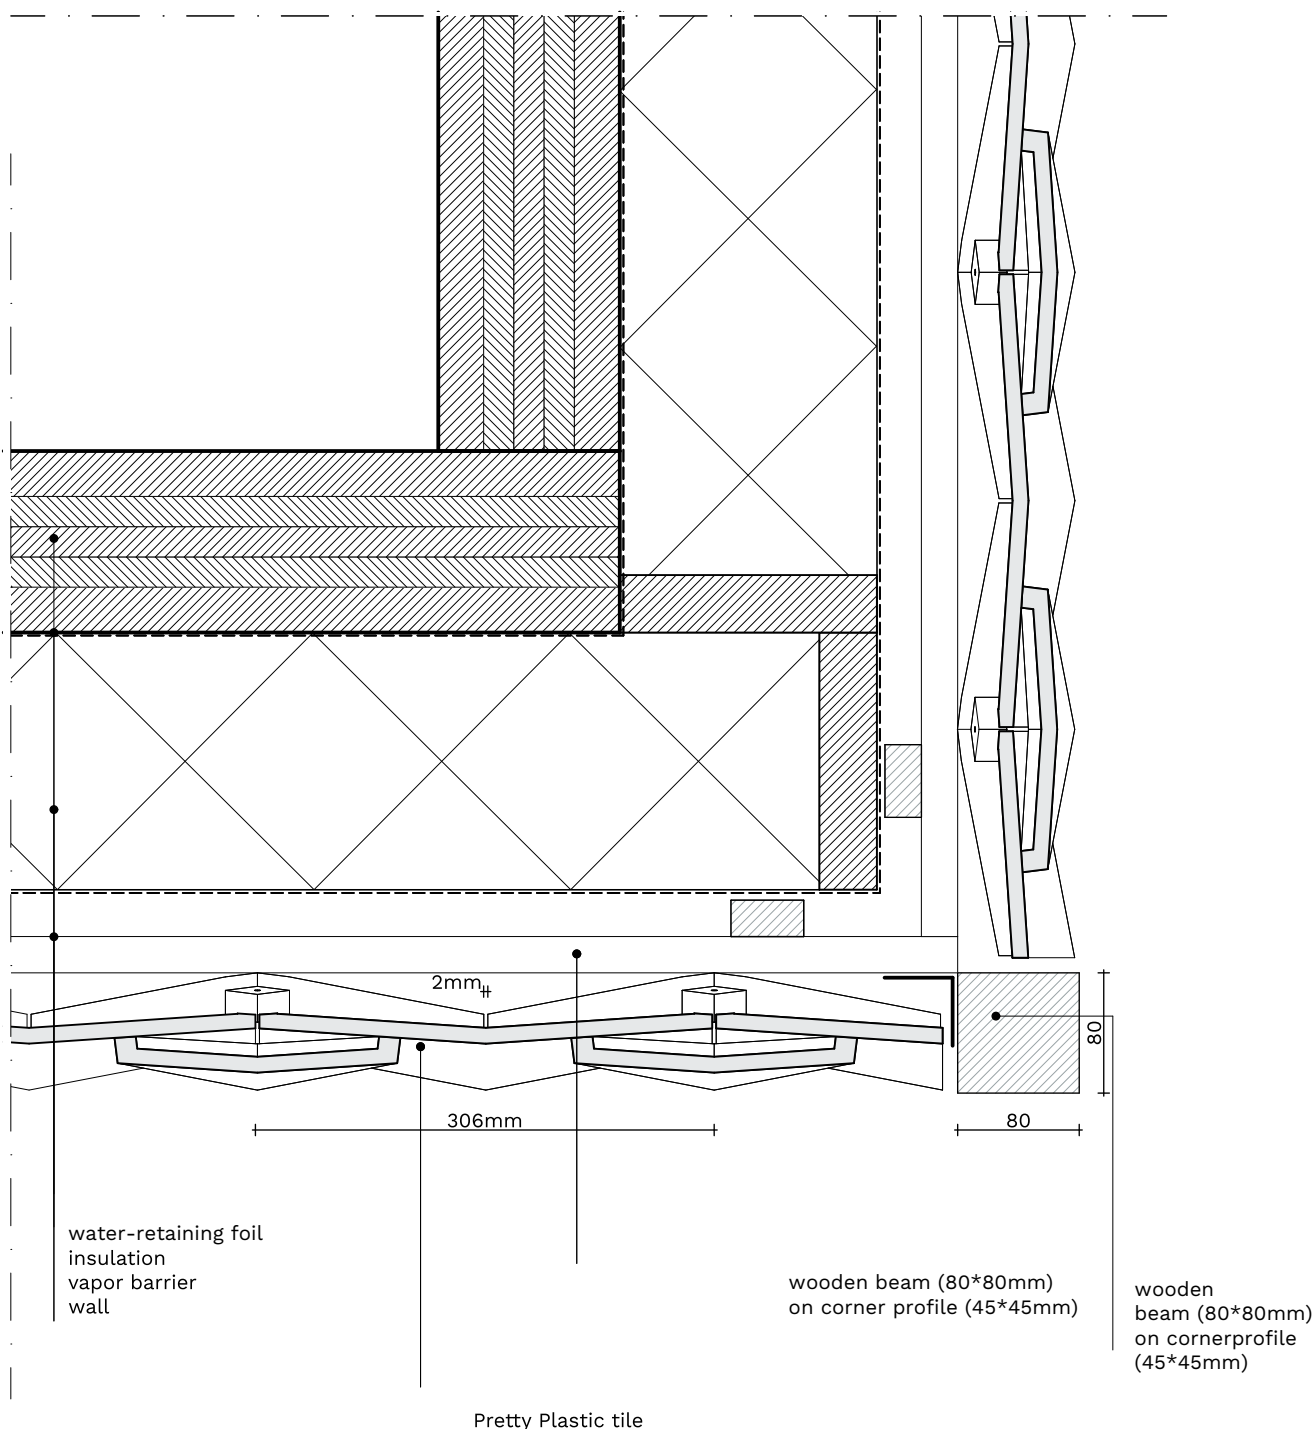 2mm
80
306mm
80
water-retaining foil
insulation
vapor barrier
wall
wooden beam (80*80mm)
on corner profile (45*45mm)
wooden
beam (80*80mm)
on cornerprofile
(45*45mm)
Pretty Plastic tile